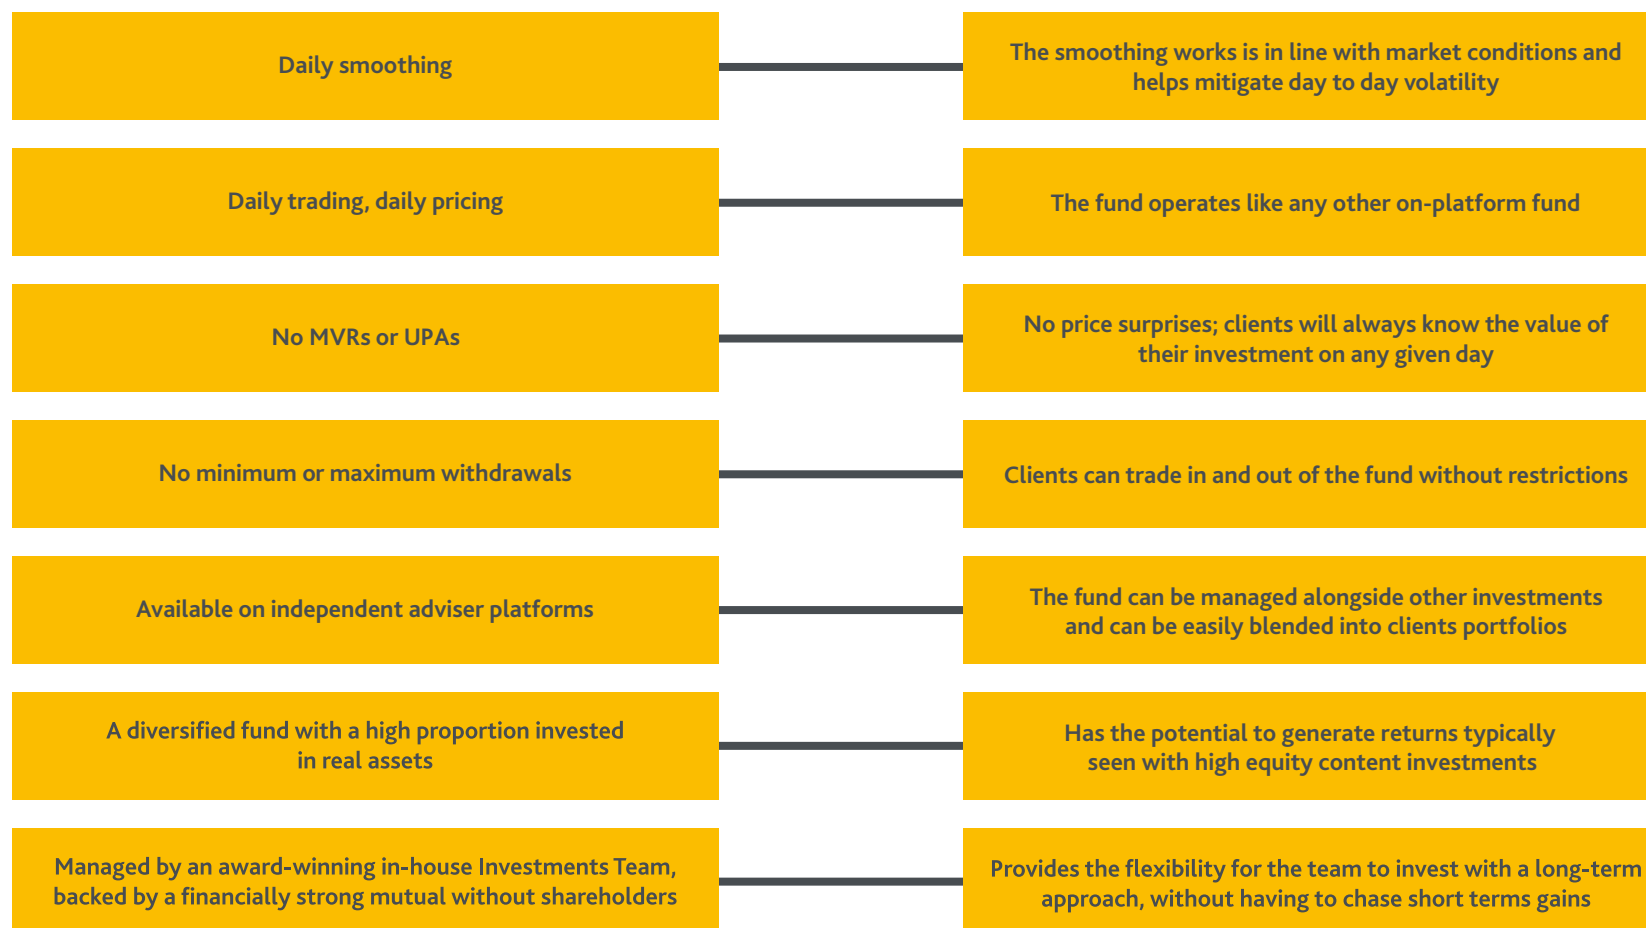 Daily smoothing
The smoothing works is in line with market conditions and
helps mitigate day to day volatility
Daily trading, daily pricing
The fund operates like any other on-platform fund
No MVRs or UPAs
No price surprises; clients will always know the value of
their investment on any given day
No minimum or maximum withdrawals
Clients can trade in and out of the fund without restrictions
Available on independent adviser platforms
The fund can be managed alongside other investments
and can be easily blended into clients portfolios
A diversified fund with a high proportion invested
in real assets
Has the potential to generate returns typically
seen with high equity content investments
Managed by an award-winning in-house Investments Team,
backed by a financially strong mutual without shareholders
Provides the flexibility for the team to invest with a long-term
approach, without having to chase short terms gains